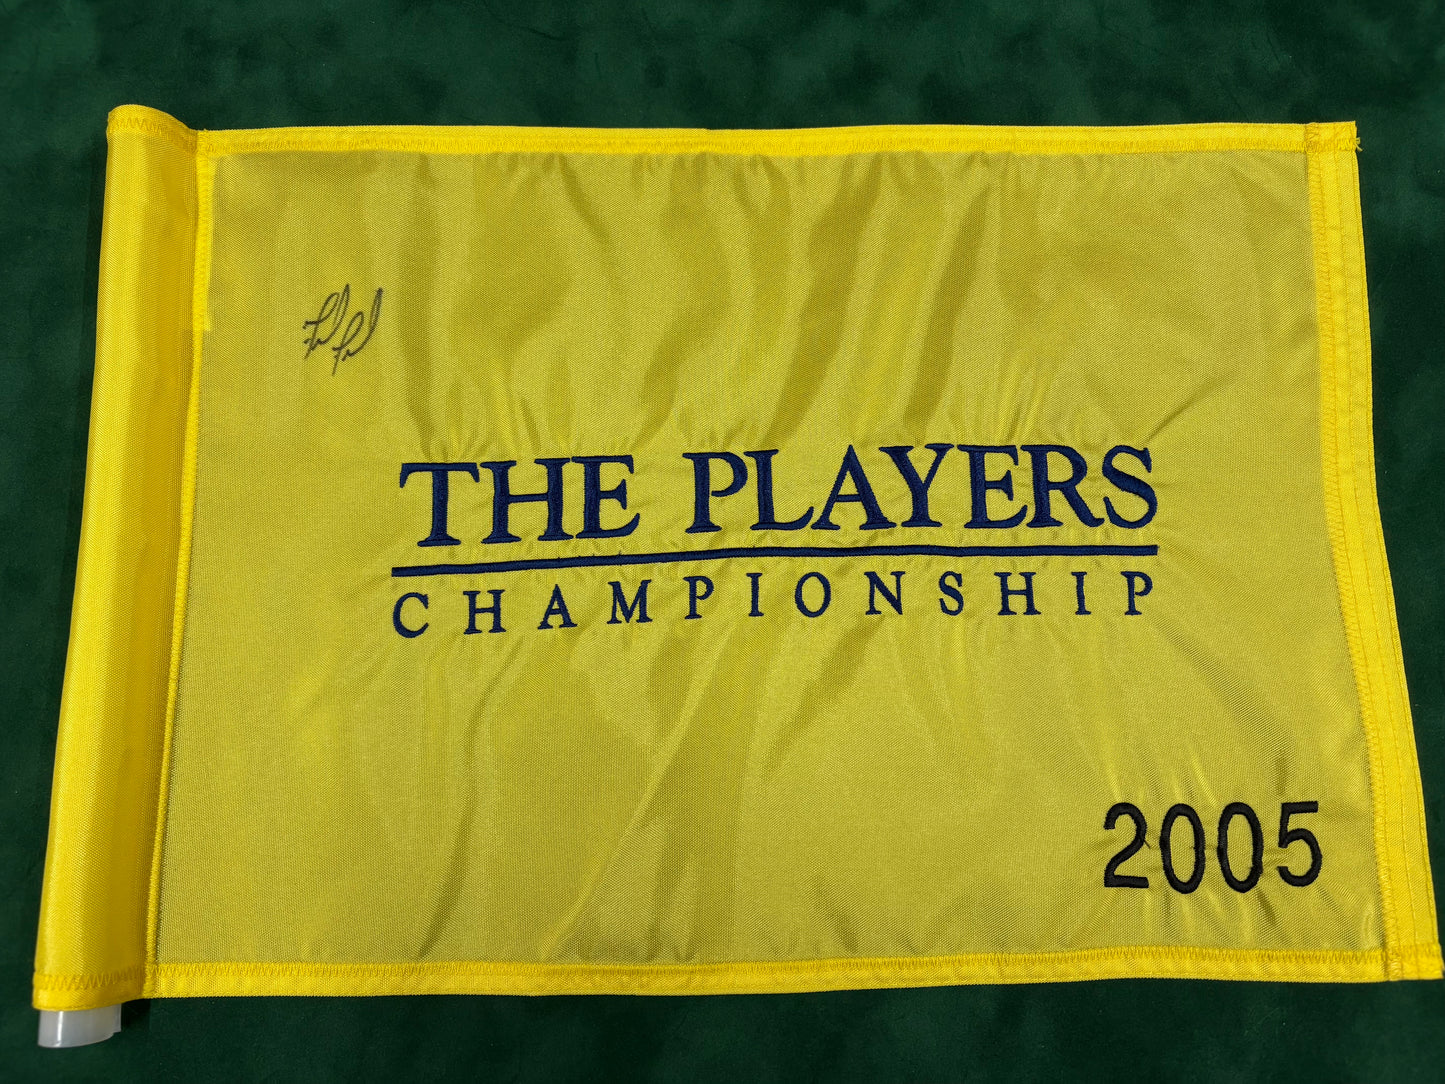 THE PLAYERS
CHAMPIONSHIP
2005